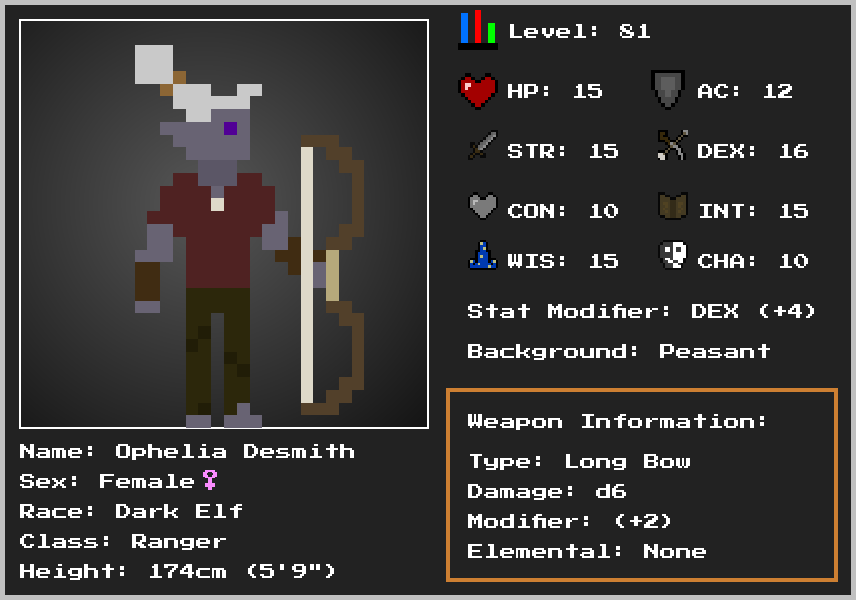 Level: 81
HP: 15
AC: 12
STR: 15
DEX: 16
CON: 10
INT: 15
WIS: 15
CHA: 10
Stat Modifier: DEX (+4)
Background: Peasant
Weapon Information:
Type: Long Bow
Damage: d6
Modifier: (+2)
Elemental: None
Name: Ophelia Desmith
Sex: Female♀
Race: Dark Elf
Class: Ranger
Height: 174cm (5'9")